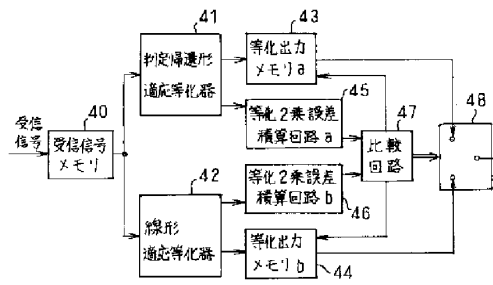 41
判定帰還形
適応等化器
43
等化出力
メモリa
45
等化2乗誤差
積算回路a
47
比較
回路
48
40
受信
信号
受信信号
メモリ
42
線形
適応等化器
等化2乗誤差
積算回路b
46
等化出力
メモリb
44